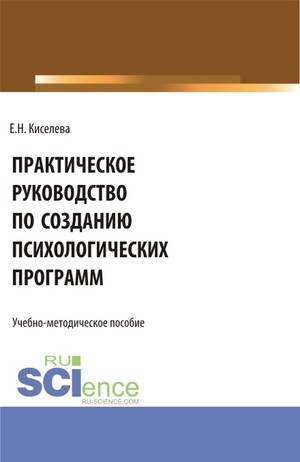 Е.Н. Киселева
ПРАКТИЧЕСКОЕ
РУКОВОДСТВО
ПО СОЗДАНИЮ
ПСИХОЛОГИЧЕСКИХ
ПРОГРАММ
Учебно-методическое пособие
RU
SCIence
RU-SCIENCE.COM